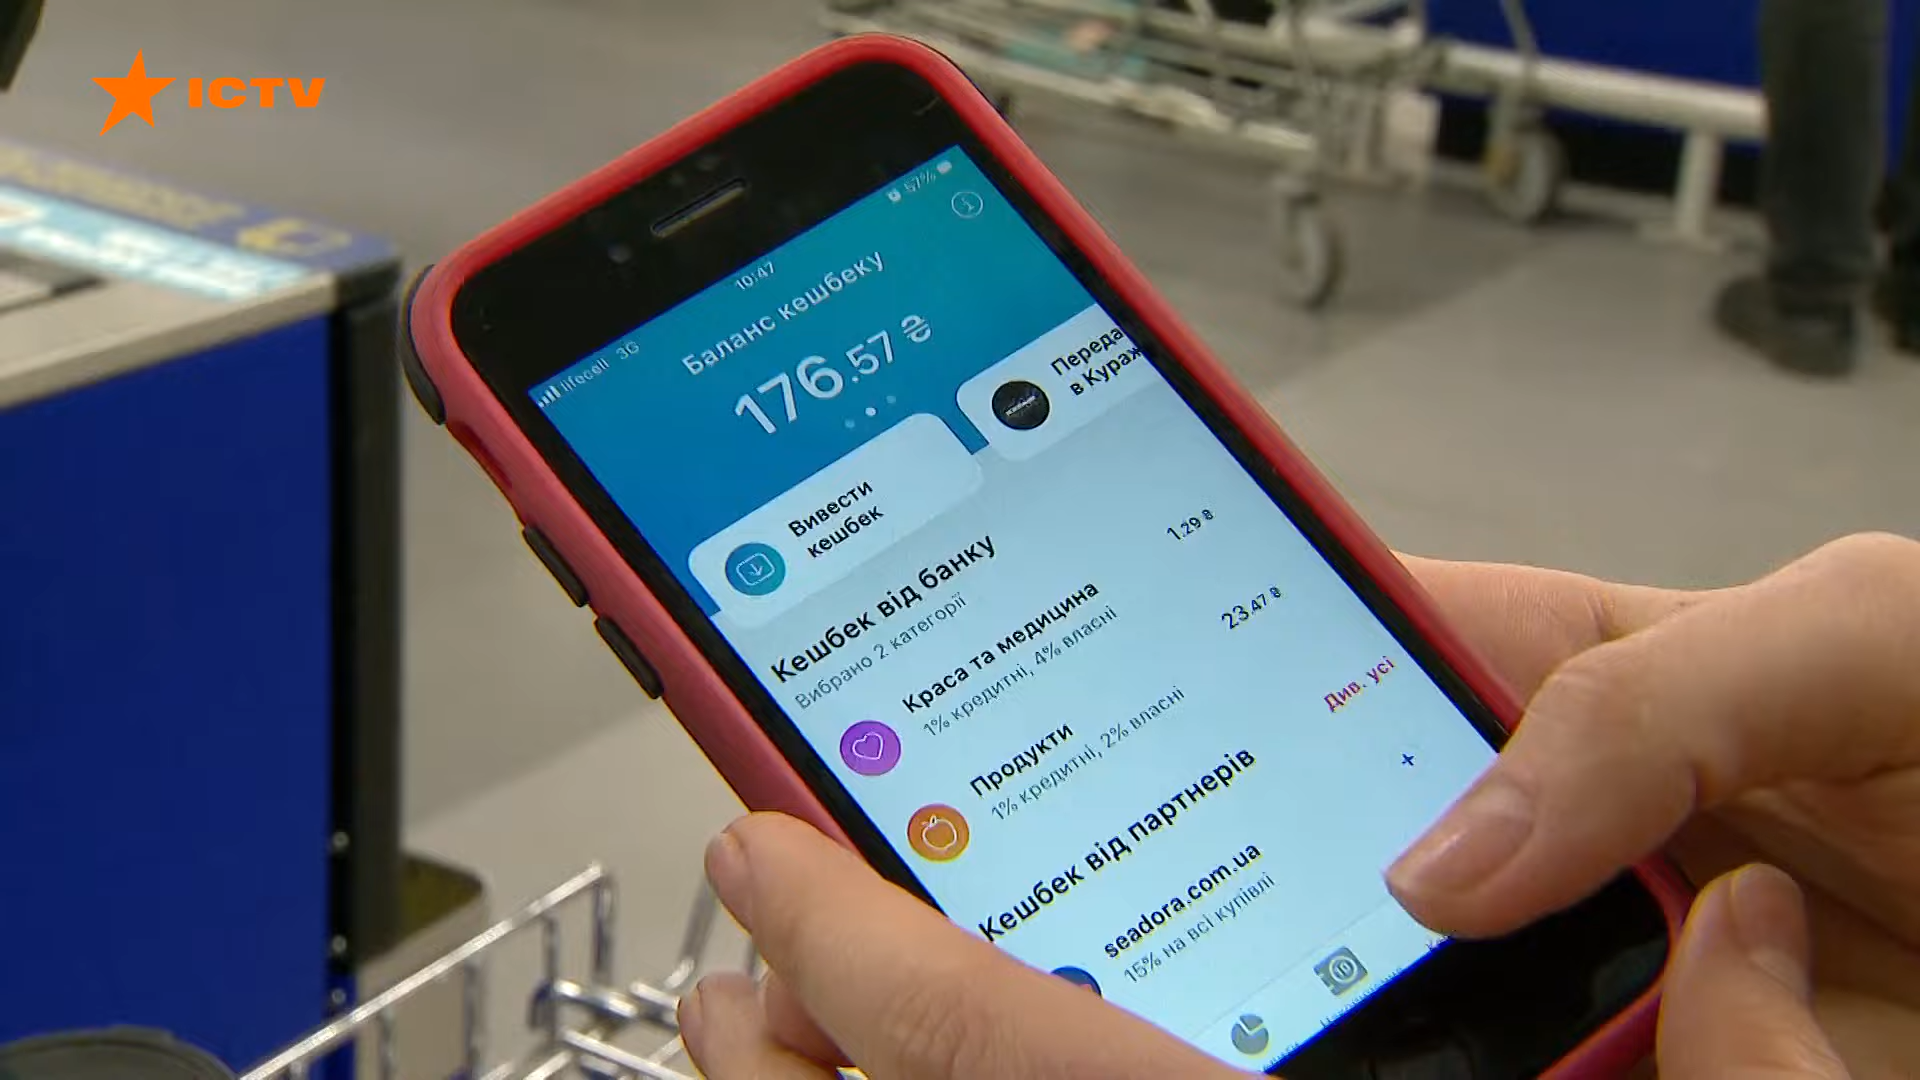 ICTV
lifecell 3G
10:47
57%
Баланс кешбеку
176.57 ₴
Вивести
кешбек
Переда
в Кураж
Кешбек від банку
Вибрано 2 категорії
Краса та медицина
1% кредитні, 4% власні
1.29 ₴
Продукти
1% кредитні, 2% власні
23.47 ₴
Кешбек від партнерів
Див. усі
seadora.com.ua
15% на всі купівлі
+